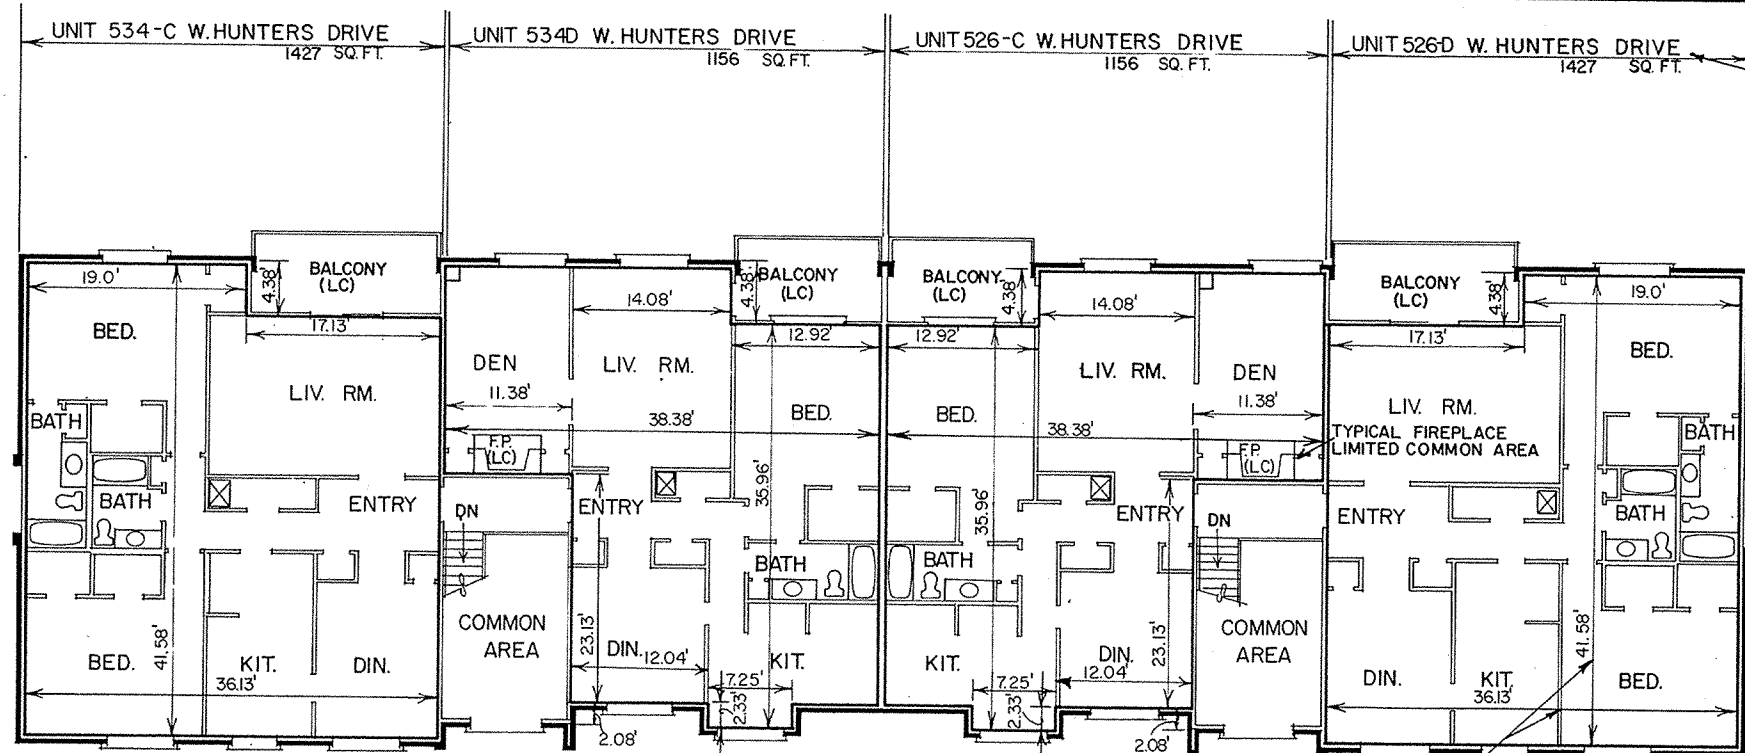 UNIT 534-C W. HUNTERS DRIVE
1427 SQ. FT.
UNIT 534D W. HUNTERS DRIVE
1156 SQ. FT.
UNIT 526-C W. HUNTERS DRIVE
1156 SQ. FT.
UNIT 526-D W. HUNTERS DRIVE
1427 SQ. FT.
19.0'
4.38'
BALCONY
(LC)
17.13'
BED.
LIV. RM.
BATH
BATH
ENTRY
41.58'
BED.
KIT.
DIN.
36.13'
14.08'
4.38'
BALCONY
(LC)
12.92'
DEN
LIV. RM.
11.38'
BED.
38.38'
F.P.
(LC)
35.96'
DN
ENTRY
BATH
COMMON
AREA
23.13'
DIN.
12.04'
KIT.
7.25'
2.33'
2.08'
BALCONY
(LC)
4.38'
14.08'
12.92'
LIV. RM.
DEN
11.38'
BED.
38.38'
F.P.
(LC)
TYPICAL FIREPLACE
LIMITED COMMON AREA
35.96'
ENTRY
DN
BATH
COMMON
AREA
23.13'
KIT.
DIN.
12.04'
7.25'
2.33'
2.08'
BALCONY
(LC)
4.38'
19.0'
17.13'
BED.
LIV. RM.
BATH
BATH
ENTRY
41.58'
DIN.
KIT.
36.13'
BED.